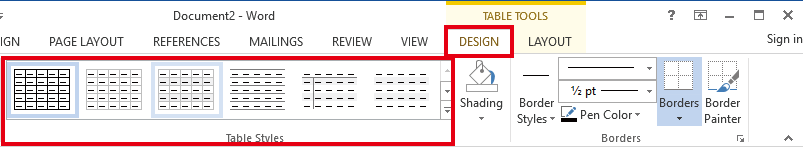 Document2 - Word
TABLE TOOLS
IGN PAGE LAYOUT REFERENCES MAILINGS REVIEW VIEW DESIGN LAYOUT Sign in
½ pt
Shading
Border
Styles
Pen Color
Borders
Border
Painter
Table Styles
Borders